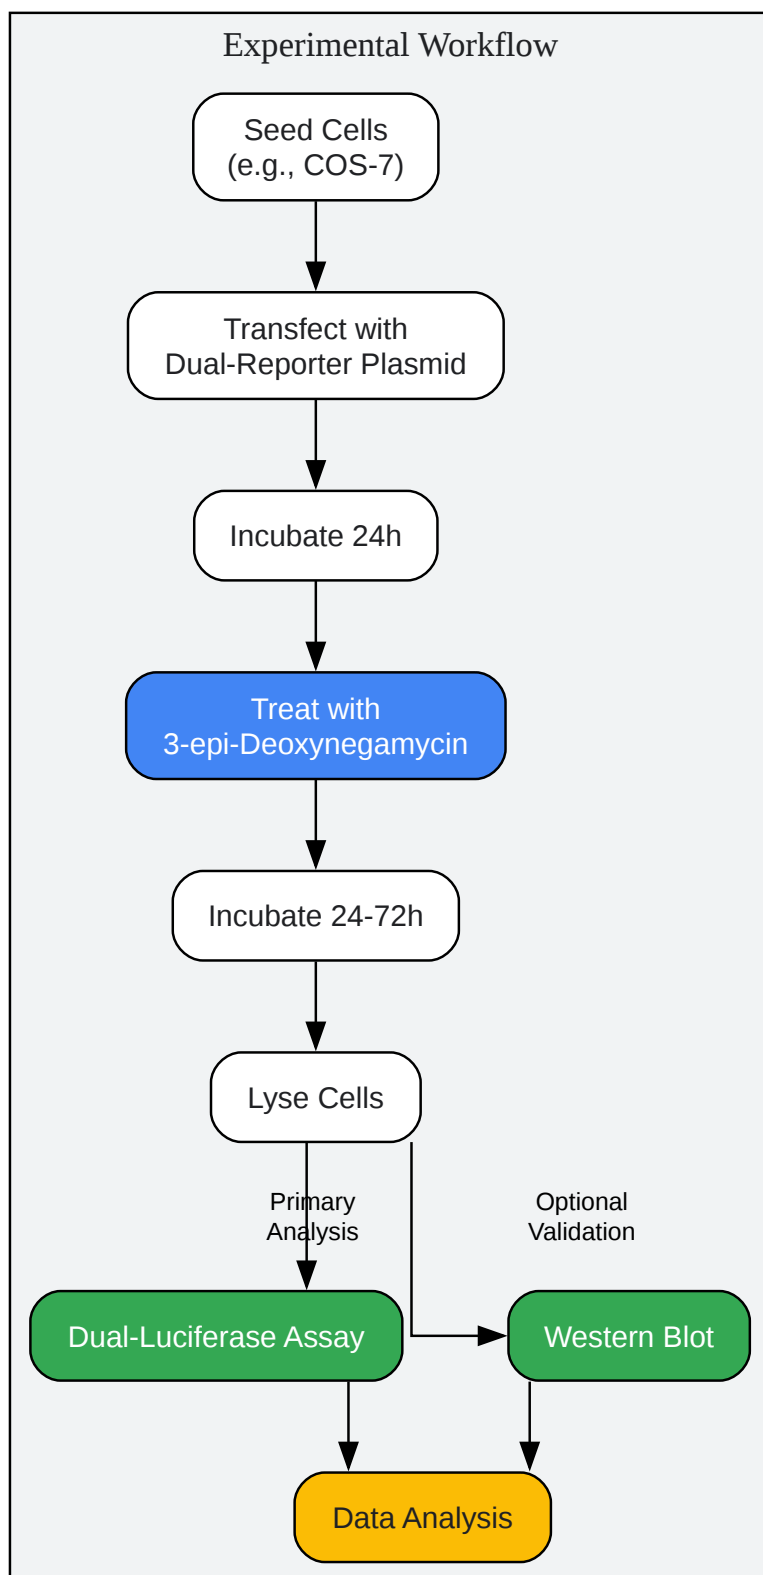 Experimental Workflow
Seed Cells
(e.g., COS-7)
Transfect with
Dual-Reporter Plasmid
Incubate 24h
Treat with
3-epi-Deoxynegamycin
Incubate 24-72h
Lyse Cells
Primary
Analysis
Optional
Validation
Dual-Luciferase Assay
Western Blot
Data Analysis